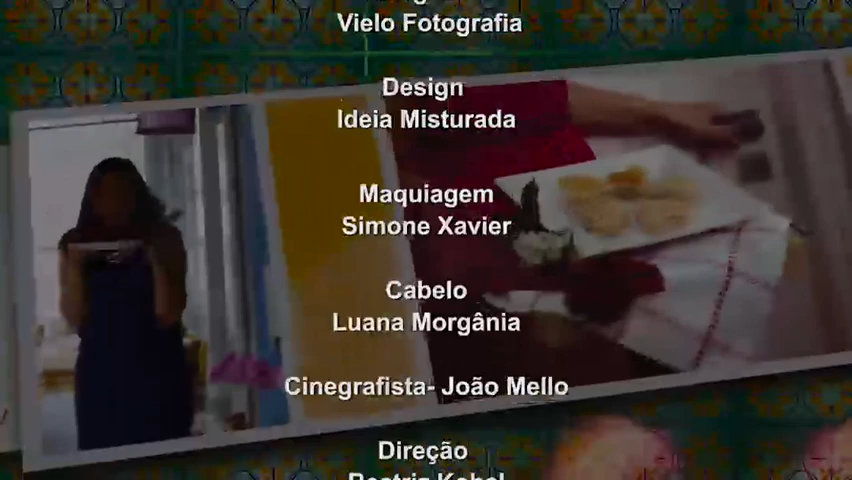 Vielo Fotografia
Design
Ideia Misturada
Maquiagem
Simone Xavier
Cabelo
Luana Morgânia
Cinegrafista- João Mello
Direção